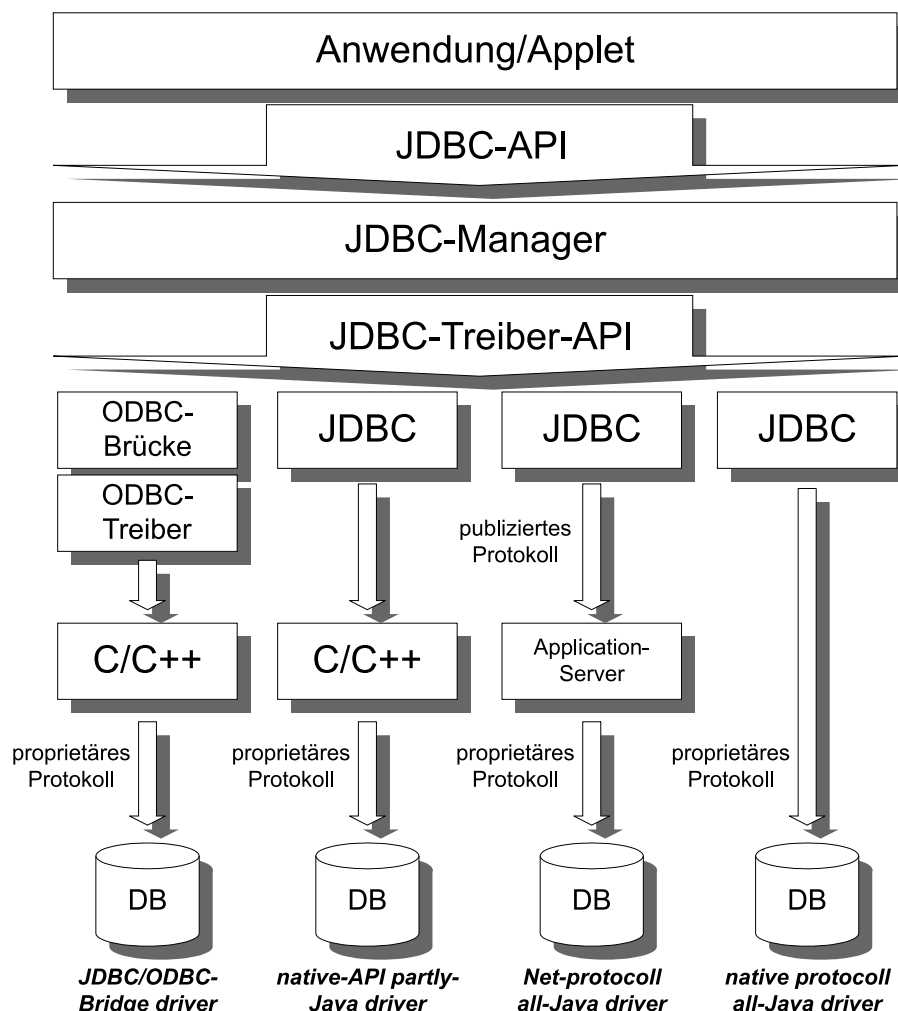 Anwendung/Applet
JDBC-API
JDBC-Manager
JDBC-Treiber-API
ODBC-
Brücke
ODBC-
Treiber
JDBC
JDBC
JDBC
publiziertes
Protokoll
C/C++
C/C++
Application-
Server
proprietäres
Protokoll
proprietäres
Protokoll
proprietäres
Protokoll
proprietäres
Protokoll
DB
DB
DB
DB
JDBC/ODBC-
Bridge driver
native-API partly-
Java driver
Net-protocoll
all-Java driver
native protocoll
all-Java driver